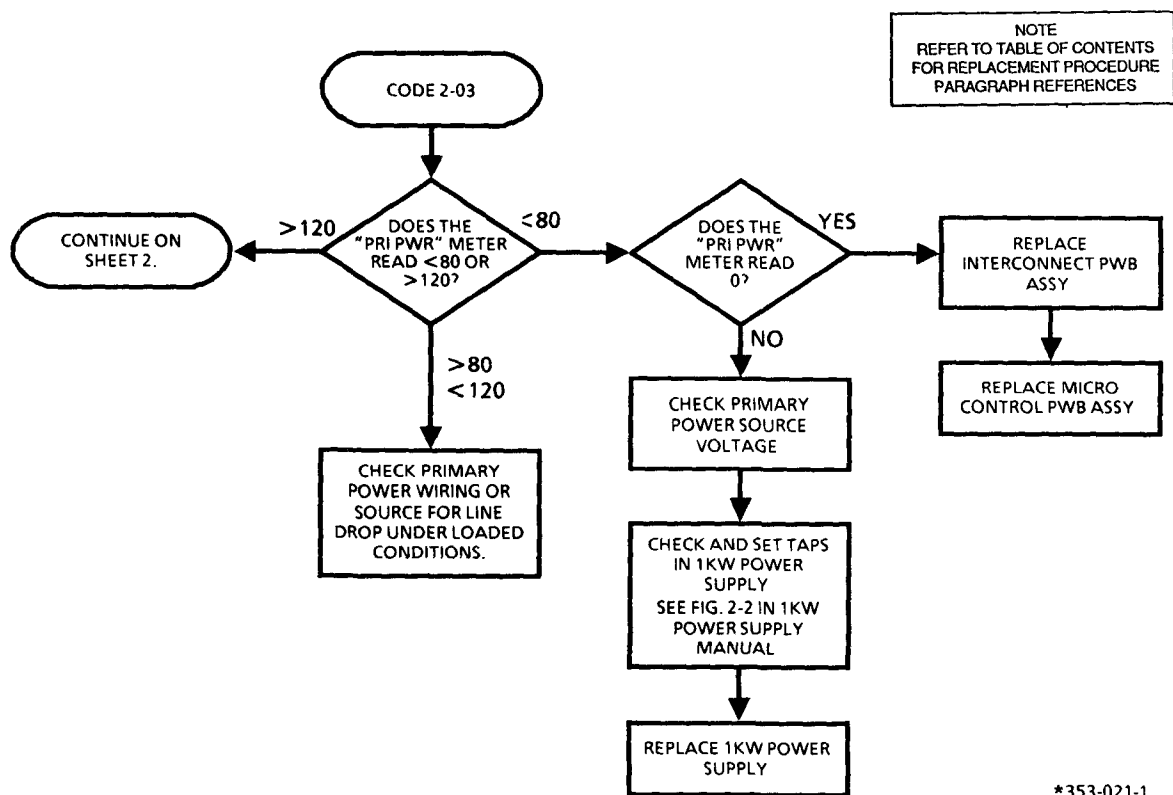 NOTE
REFER TO TABLE OF CONTENTS
FOR REPLACEMENT PROCEDURE
PARAGRAPH REFERENCES
CODE 2-03
DOES THE
"PRI PWR" METER
READ <80 OR
>120?
>120
CONTINUE ON
SHEET 2.
<80
DOES THE
"PRI PWR"
METER READ
0?
YES
REPLACE
INTERCONNECT PWB
ASSY
REPLACE MICRO
CONTROL PWB ASSY
>80
<120
CHECK PRIMARY
POWER WIRING OR
SOURCE FOR LINE
DROP UNDER LOADED
CONDITIONS.
NO
CHECK PRIMARY
POWER SOURCE
VOLTAGE
CHECK AND SET TAPS
IN 1KW POWER
SUPPLY
SEE FIG. 2-2 IN 1KW
POWER SUPPLY
MANUAL
REPLACE 1KW POWER
SUPPLY
*353-021-1